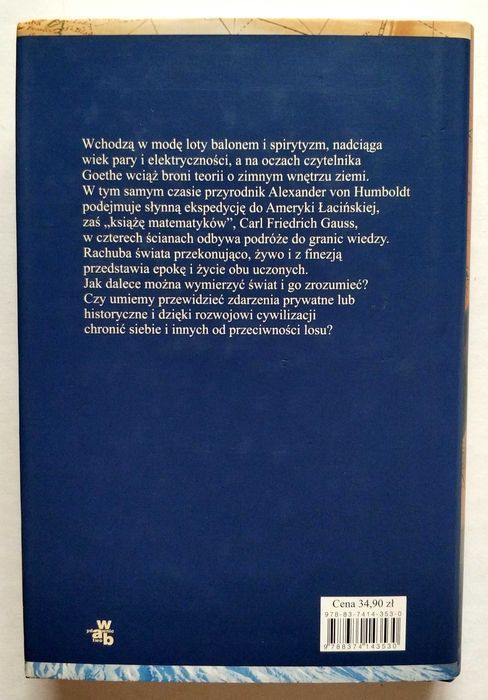 Wchodzą w modę loty balonem i spirytyzm, nadciąga
wiek pary i elektryczności, a na oczach czytelnika
Goethe wciąż broni teorii o zimnym wnętrzu ziemi.
W tym samym czasie przyrodnik Alexander von Humboldt
podejmuje słynną ekspedycję do Ameryki Łacińskiej,
zaś „książę matematyków”, Carl Friedrich Gauss,
w czterech ścianach odbywa podróże do granic wiedzy.
Rachuba świata przekonująco, żywo i z finezją
przedstawia epokę i życie obu uczonych.
Jak dalece można wymierzyć świat i go zrozumieć?
Czy umiemy przewidzieć zdarzenia prywatne lub
historyczne i dzięki rozwojowi cywilizacji
chronić siebie i innych od przeciwności losu?
Cena 34,90 zł
978-83-7414-353-0
9788374143530
w
a
b